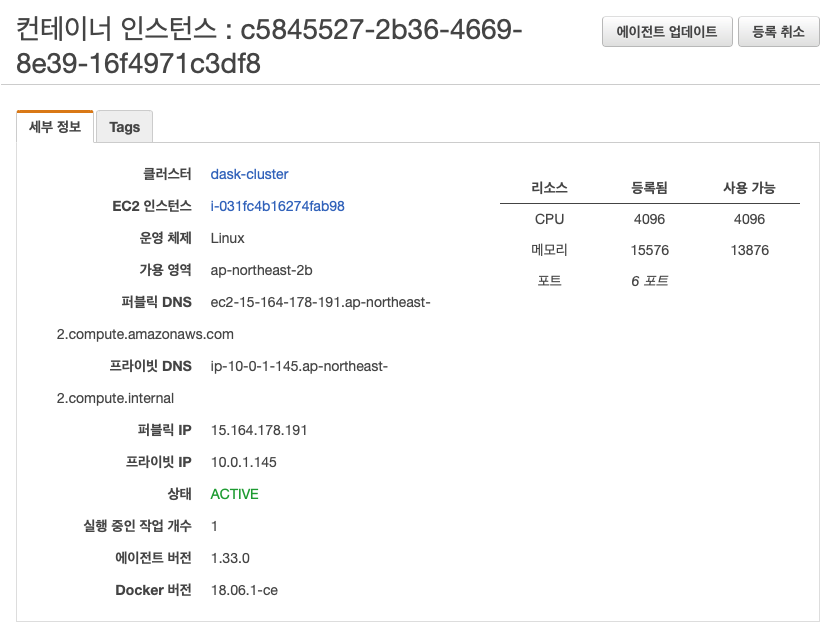 컨테이너 인스턴스 : c5845527-2b36-4669-
8e39-16f4971c3df8
에이전트 업데이트 등록 취소
세부 정보 Tags
클러스터 dask-cluster
EC2 인스턴스 i-031fc4b16274fab98
운영 체제 Linux
가용 영역 ap-northeast-2b
퍼블릭 DNS ec2-15-164-178-191.ap-northeast-
2.compute.amazonaws.com
프라이빗 DNS ip-10-0-1-145.ap-northeast-
2.compute.internal
퍼블릭 IP 15.164.178.191
프라이빗 IP 10.0.1.145
상태 ACTIVE
실행 중인 작업 개수 1
에이전트 버전 1.33.0
Docker 버전 18.06.1-ce
리소스 등록됨 사용 가능
CPU 4096 4096
메모리 15576 13876
포트 6 포트